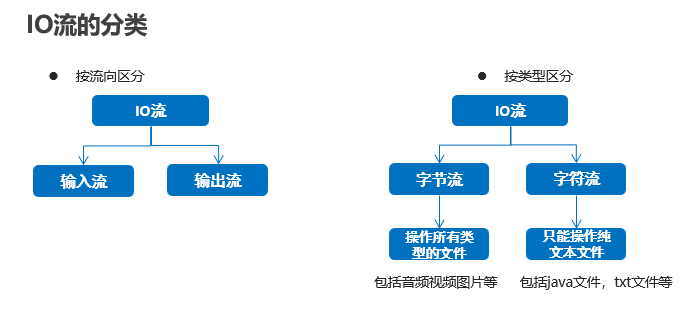 IO流的分类
● 按流向区分
IO流
输入流
输出流
● 按类型区分
IO流
字节流
字符流
操作所有类
型的文件
只能操作纯
文本文件
包括音频视频图片等
包括java文件，txt文件等